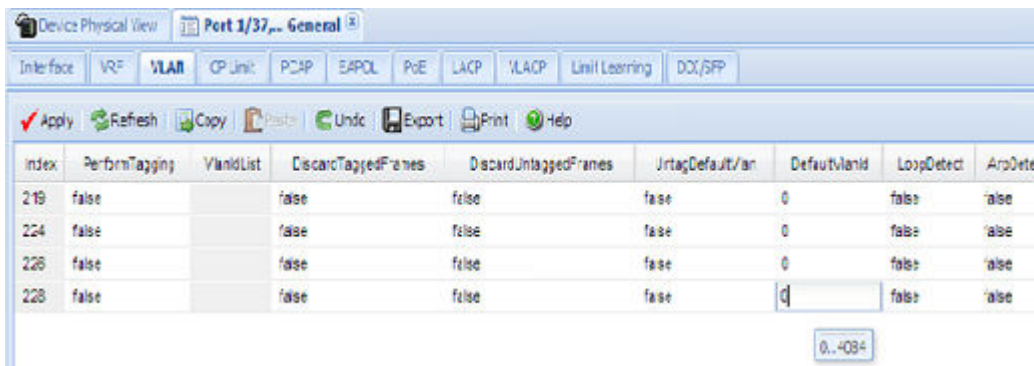 Device Physical View Port 1/37,... General
Interface VRF VLAN CP Limit PCAP EAPOL PoE LACP VLACP Limit Learning DDI/SFP
Apply Refresh Copy Paste Undo Export Print Help
Index PerformTagging VlanIdList DiscardTaggedFrames DiscardUntaggedFrames UntagDefaultVlan DefaultVlanId LoopDetect ArpDete
219 false false false false 0 false false
224 false false false false 0 false false
226 false false false false 0 false false
228 false false false false 0 false false
0..4084